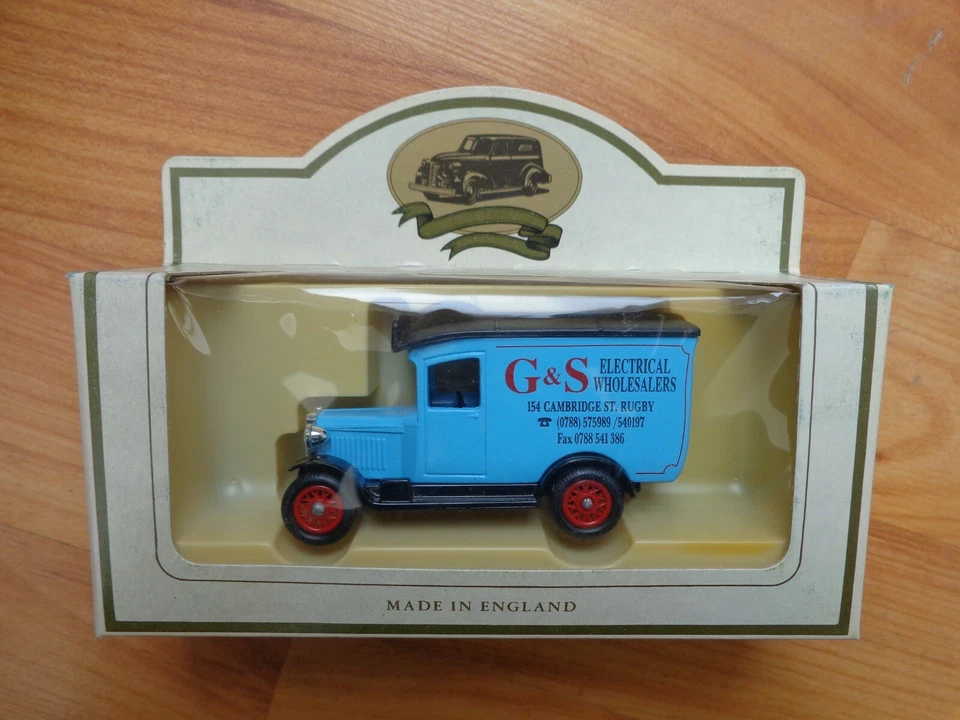 G & S ELECTRICAL
WHOLESALERS
154 CAMBRIDGE ST. RUGBY
☎ (0788) 575989 /540197
Fax 0788 541 386
MADE IN ENGLAND